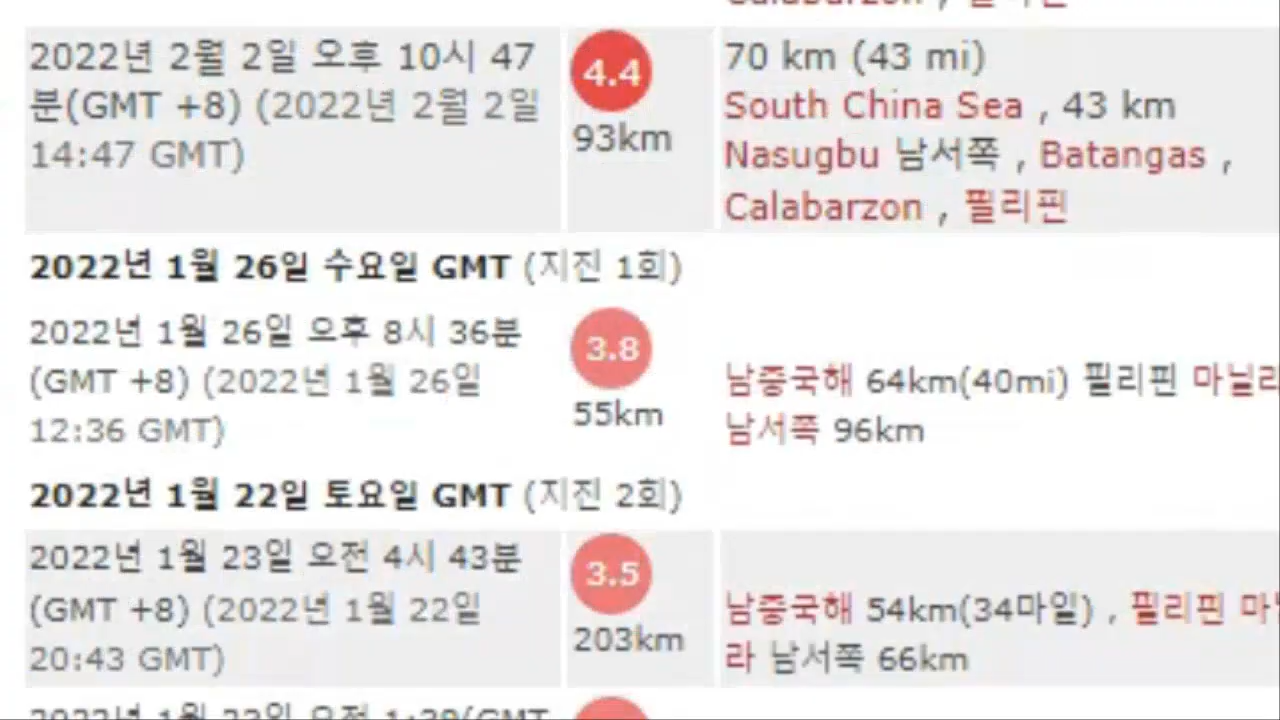 Calabarzon , 필리핀
2022년 2월 2일 오후 10시 47
분(GMT +8) (2022년 2월 2일
14:47 GMT)
4.4
93km
70 km (43 mi)
South China Sea , 43 km
Nasugbu 남서쪽 , Batangas ,
Calabarzon , 필리핀
2022년 1월 26일 수요일 GMT (지진 1회)
2022년 1월 26일 오후 8시 36분
(GMT +8) (2022년 1월 26일
12:36 GMT)
3.8
55km
남중국해 64km(40mi) 필리핀 마닐라
남서쪽 96km
2022년 1월 22일 토요일 GMT (지진 2회)
2022년 1월 23일 오전 4시 43분
(GMT +8) (2022년 1월 22일
20:43 GMT)
3.5
203km
남중국해 54km(34마일) , 필리핀 마닐
라 남서쪽 66km